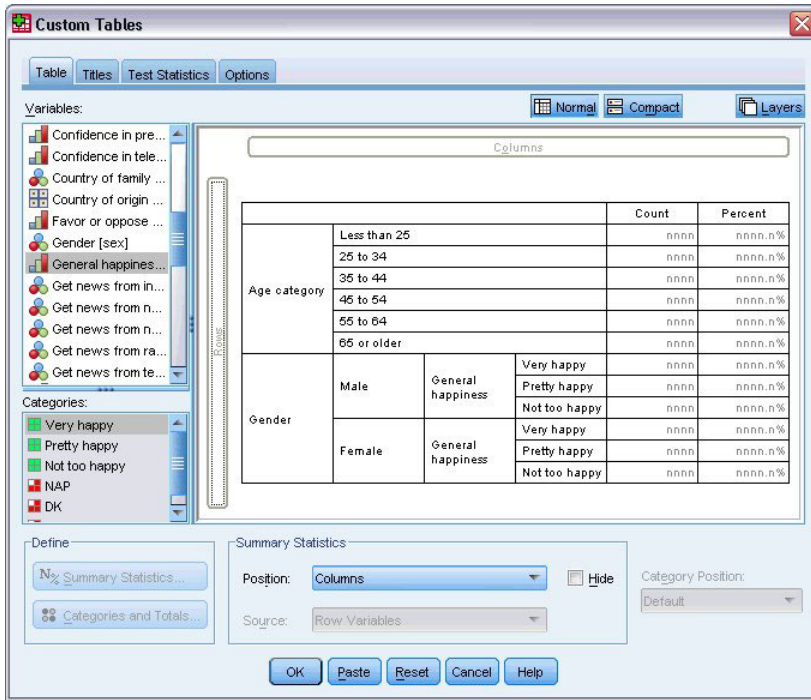 Custom Tables
Table Titles Test Statistics Options
Variables:
Normal Compact Layers
Confidence in pre...
Confidence in tele...
Country of family ...
Country of origin ...
Favor or oppose ...
Gender [sex]
General happines...
Get news from in...
Get news from n...
Get news from n...
Get news from ra...
Get news from te...
Categories:
Very happy
Pretty happy
Not too happy
NAP
DK
Columns
Rows
Count Percent
Age category
Less than 25 nnnn nnnn.n%
25 to 34 nnnn nnnn.n%
35 to 44 nnnn nnnn.n%
45 to 54 nnnn nnnn.n%
55 to 64 nnnn nnnn.n%
65 or older nnnn nnnn.n%
Gender
Male
General
happiness
Very happy nnnn nnnn.n%
Pretty happy nnnn nnnn.n%
Not too happy nnnn nnnn.n%
Female
General
happiness
Very happy nnnn nnnn.n%
Pretty happy nnnn nnnn.n%
Not too happy nnnn nnnn.n%
Define
N% Summary Statistics...
Categories and Totals...
Summary Statistics
Position: Columns Hide
Source: Row Variables
Category Position:
Default
OK Paste Reset Cancel Help